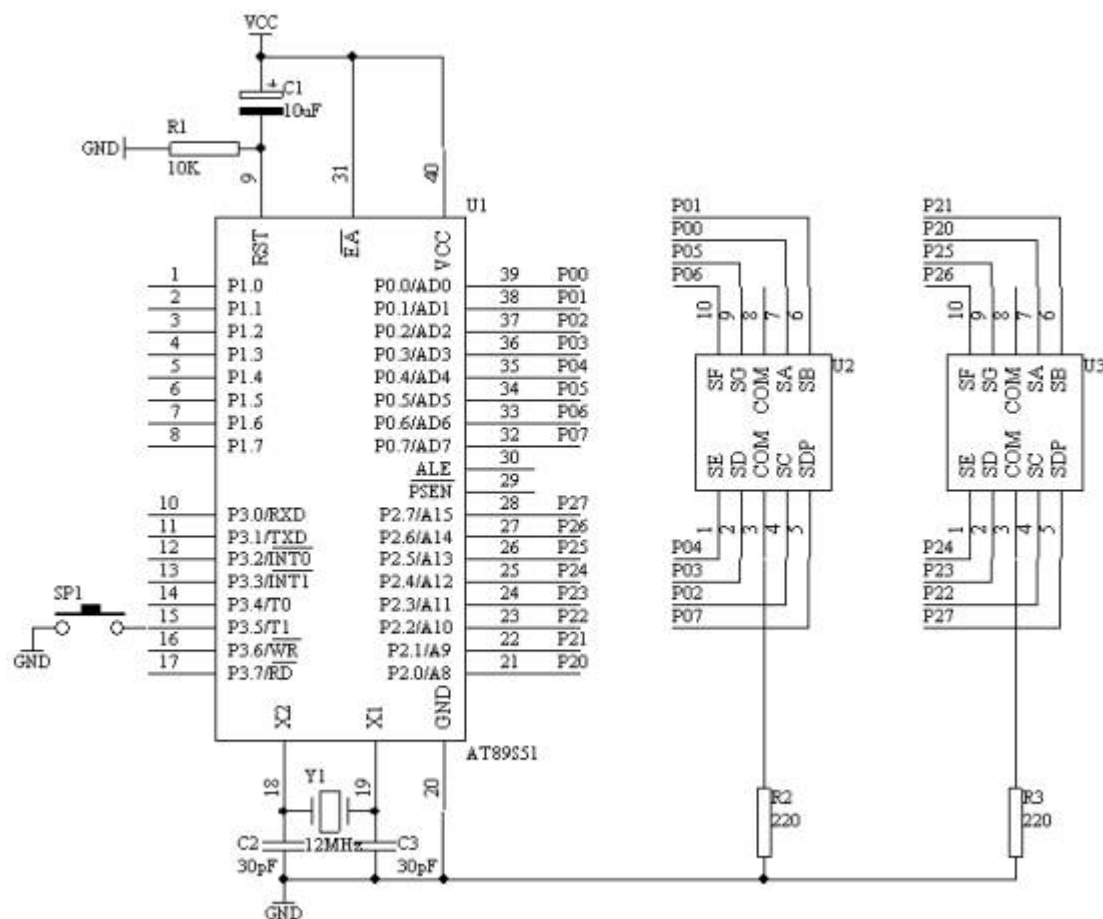 VCC
C1
10uF
R1
GND
10K
9
31
40
U1
RST
EA
VCC
1 P1.0 P0.0/AD0 39 P00
2 P1.1 P0.1/AD1 38 P01
3 P1.2 P0.2/AD2 37 P02
4 P1.3 P0.3/AD3 36 P03
5 P1.4 P0.4/AD4 35 P04
6 P1.5 P0.5/AD5 34 P05
7 P1.6 P0.6/AD6 33 P06
8 P1.7 P0.7/AD7 32 P07
ALE 30
PSEN 29
10 P3.0/RXD P2.7/A15 28 P27
11 P3.1/TXD P2.6/A14 27 P26
12 P3.2/INT0 P2.5/A13 26 P25
13 P3.3/INT1 P2.4/A12 25 P24
14 P3.4/T0 P2.3/A11 24 P23
15 P3.5/T1 P2.2/A10 23 P22
16 P3.6/WR P2.1/A9 22 P21
17 P3.7/RD P2.0/A8 21 P20
SP1
GND
X2
X1
GND
AT89S51
18
Y1
19
20
C2
12MHz
C3
30pF
30pF
GND
P01
P00
P05
P06
10 9 8 7 6
U2
SF SG COM SA SB
SE SD COM SC SDP
1 2 3 4 5
P04
P03
P02
P07
R2
220
P21
P20
P25
P26
10 9 8 7 6
U3
SF SG COM SA SB
SE SD COM SC SDP
1 2 3 4 5
P24
P23
P22
P27
R3
220